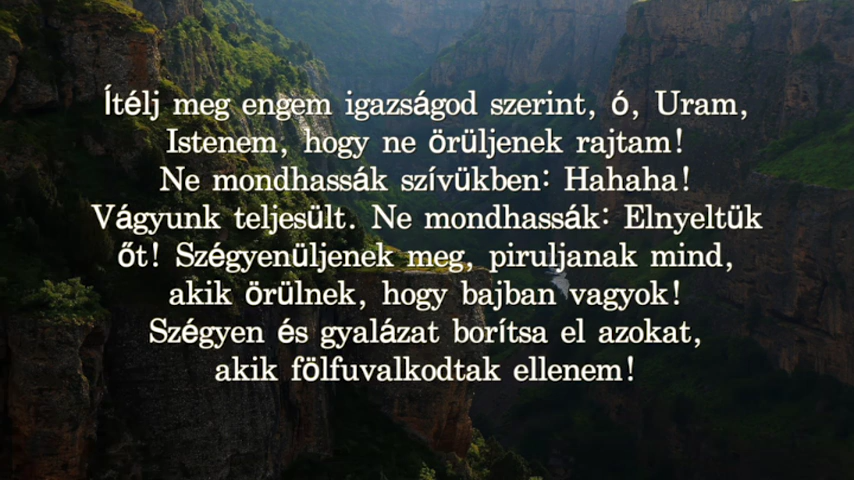 Ítélj meg engem igazságod szerint, ó, Uram,
Istenem, hogy ne örüljenek rajtam!
Ne mondhassák szívükben: Hahaha!
Vágyunk teljesült. Ne mondhassák: Elnyeltük
őt! Szégyenüljenek meg, piruljanak mind,
akik örülnek, hogy bajban vagyok!
Szégyen és gyalázat borítsa el azokat,
akik fölfuvalkodtak ellenem!